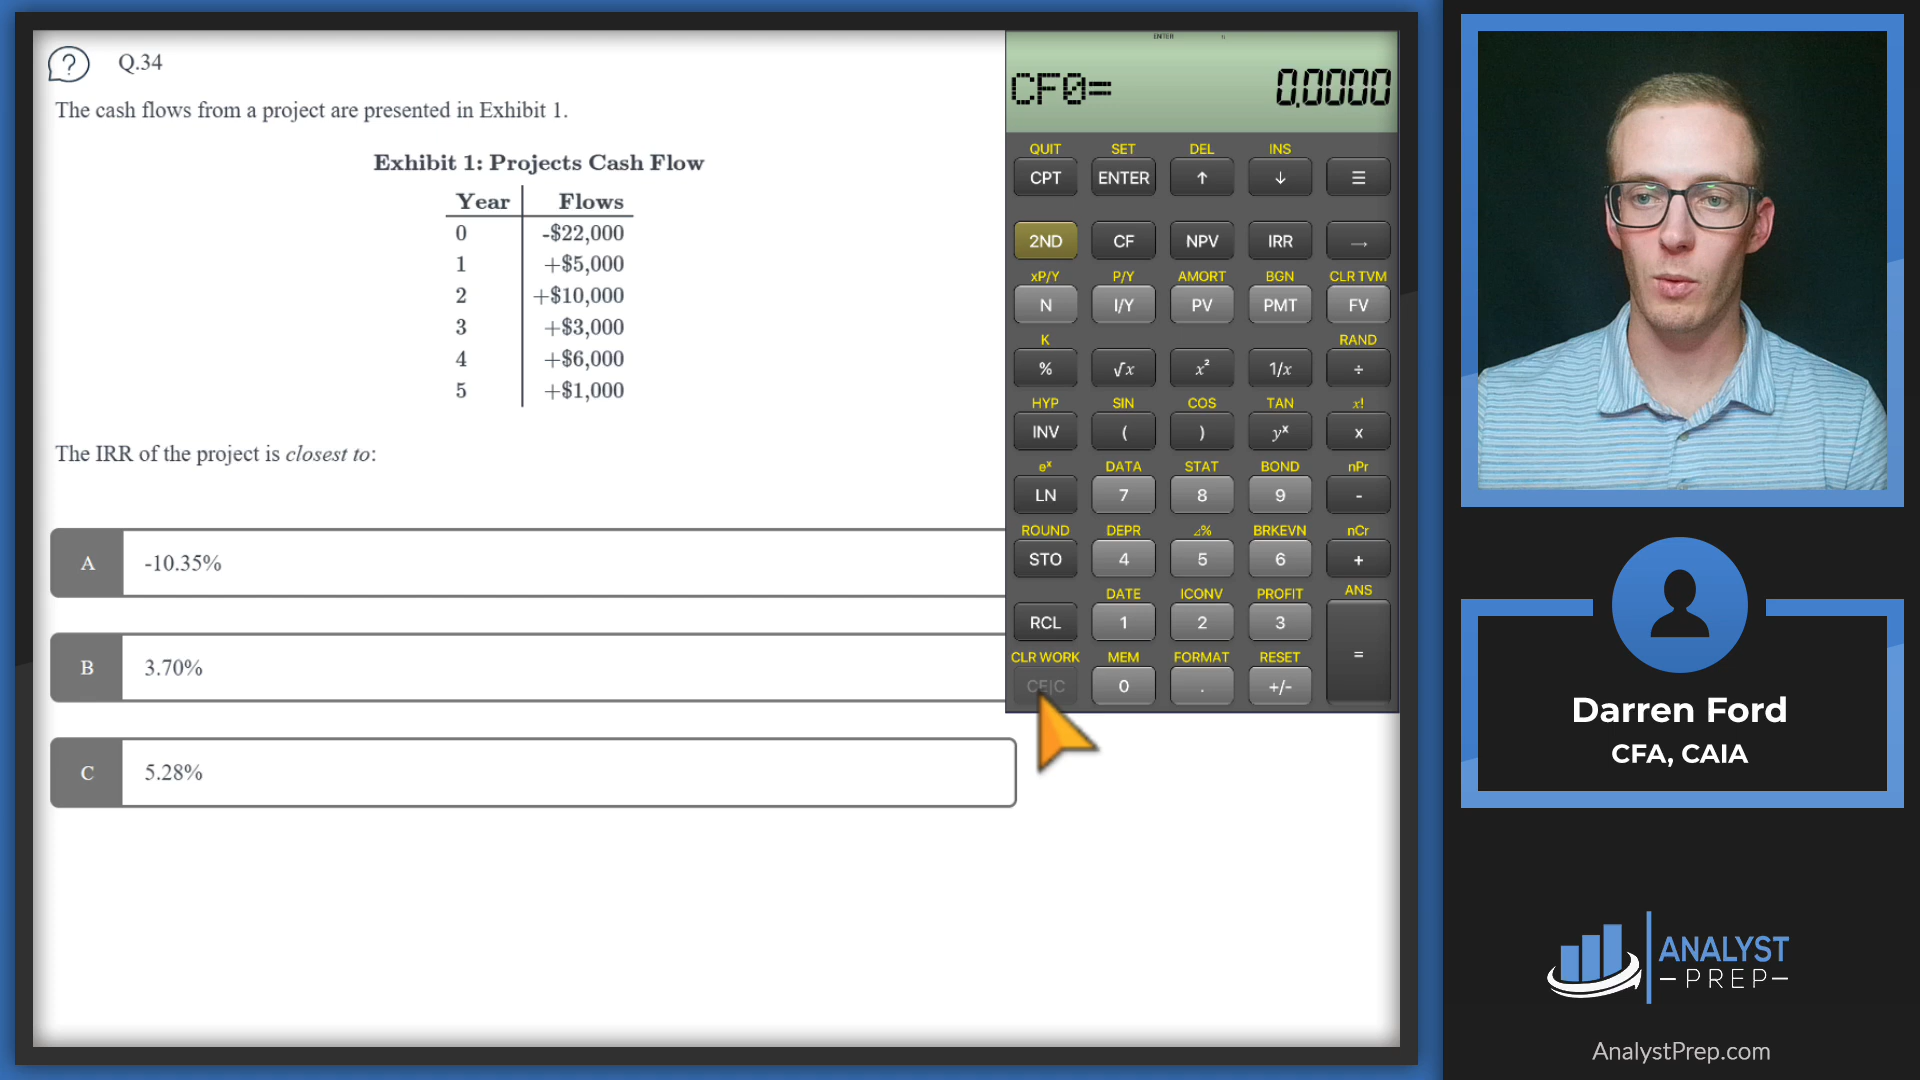 ?
Q.34
The cash flows from a project are presented in Exhibit 1.
Exhibit 1: Projects Cash Flow
Year Flows
0 -$22,000
1 +$5,000
2 +$10,000
3 +$3,000
4 +$6,000
5 +$1,000
The IRR of the project is closest to:
A -10.35%
B 3.70%
C 5.28%
ENTER ↑↓
CF0= 0.0000
QUIT SET DEL INS
CPT ENTER ↑ ↓ ☰
2ND CF NPV IRR →
xP/Y P/Y AMORT BGN CLR TVM
N I/Y PV PMT FV
K RAND
% √x x² 1/x ÷
HYP SIN COS TAN x!
INV ( ) yˣ x
eˣ DATA STAT BOND nPr
LN 7 8 9 -
ROUND DEPR ⊿% BRKEVN nCr
STO 4 5 6 +
DATE ICONV PROFIT ANS
RCL 1 2 3
CLR WORK MEM FORMAT RESET =
CE|C 0 . +/-
Darren Ford
CFA, CAIA
ANALYST
PREP
AnalystPrep.com